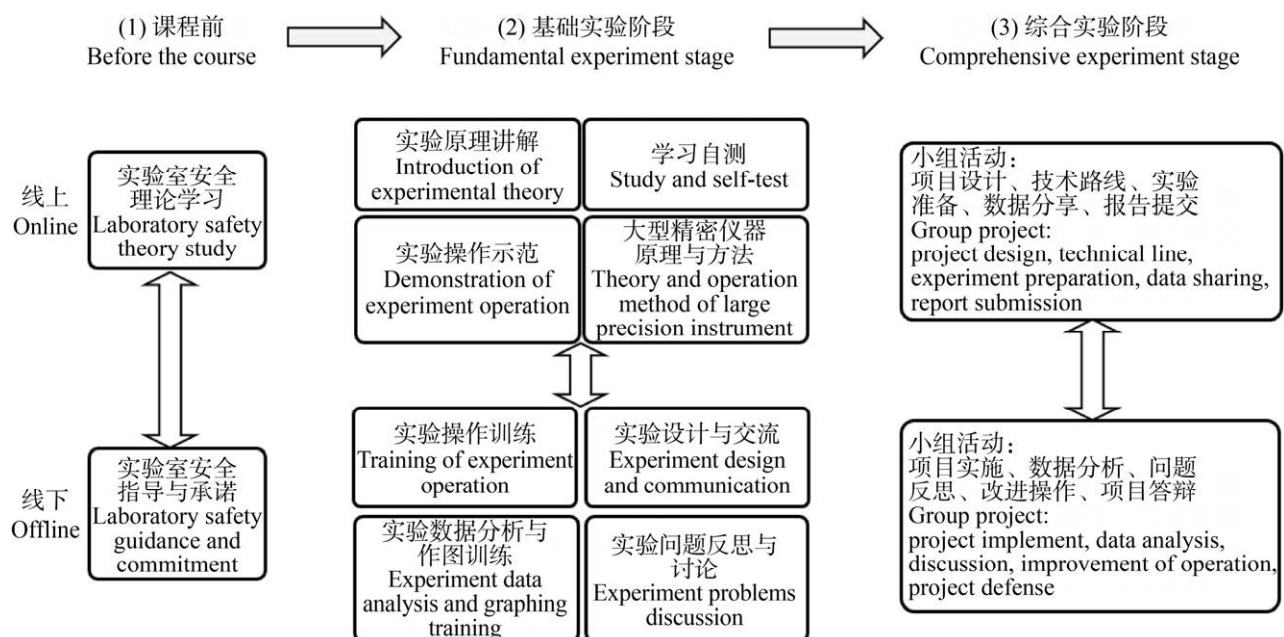 (1) 课程前
Before the course
(2) 基础实验阶段
Fundamental experiment stage
(3) 综合实验阶段
Comprehensive experiment stage
线上
Online
实验室安全
理论学习
Laboratory safety
theory study
实验原理讲解
Introduction of
experimental theory
学习自测
Study and self-test
实验操作示范
Demonstration of
experiment operation
大型精密仪器
原理与方法
Theory and operation
method of large
precision instrument
小组活动:
项目设计、技术路线、实验
准备、数据分享、报告提交
Group project:
project design, technical line,
experiment preparation, data sharing,
report submission
线下
Offline
实验室安全
指导与承诺
Laboratory safety
guidance and
commitment
实验操作训练
Training of experiment
operation
实验设计与交流
Experiment design
and communication
实验数据分析与
作图训练
Experiment data
analysis and graphing
training
实验问题反思与
讨论
Experiment problems
discussion
小组活动:
项目实施、数据分析、问题
反思、改进操作、项目答辩
Group project:
project implement, data analysis,
discussion, improvement of operation,
project defense